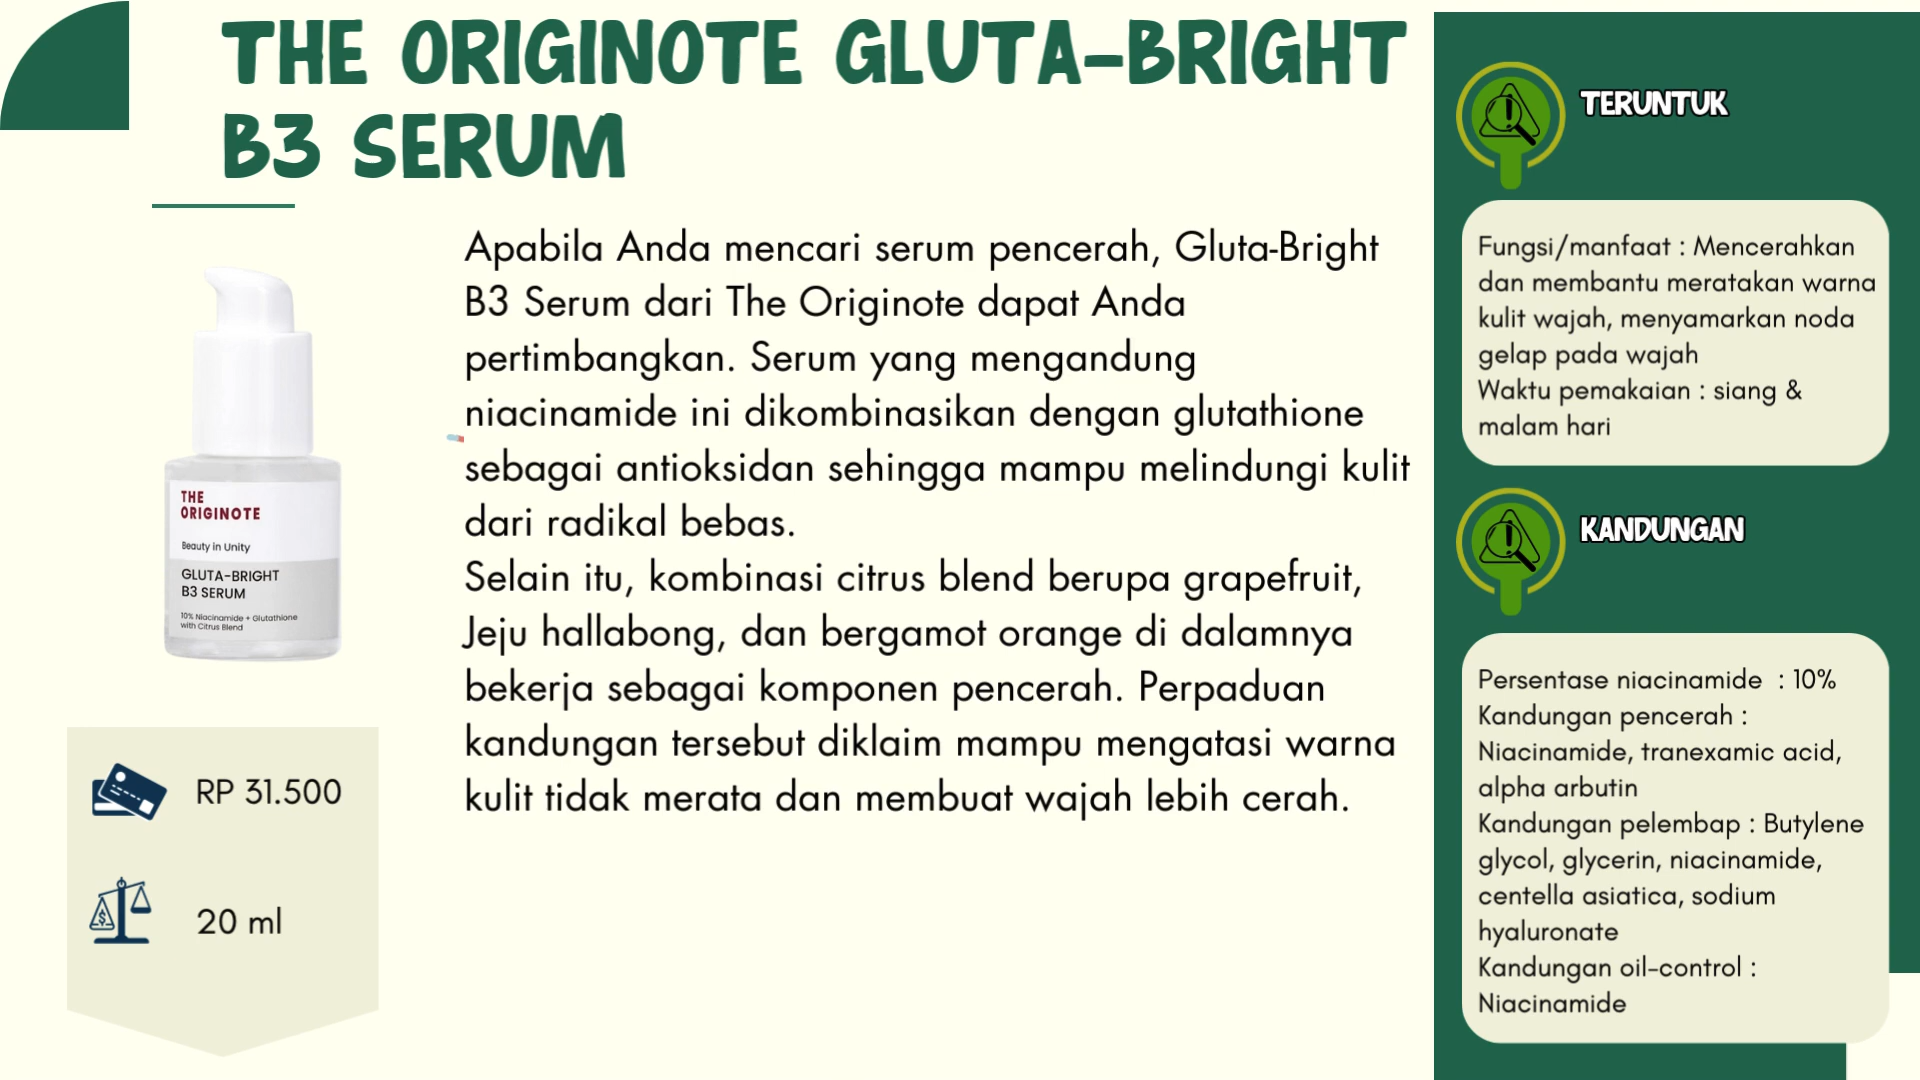 THE ORIGINOTE GLUTA-BRIGHT
B3 SERUM
Apabila Anda mencari serum pencerah, Gluta-Bright
B3 Serum dari The Originote dapat Anda
pertimbangkan. Serum yang mengandung
niacinamide ini dikombinasikan dengan glutathione
sebagai antioksidan sehingga mampu melindungi kulit
dari radikal bebas.
Selain itu, kombinasi citrus blend berupa grapefruit,
Jeju hallabong, dan bergamot orange di dalamnya
bekerja sebagai komponen pencerah. Perpaduan
kandungan tersebut diklaim mampu mengatasi warna
kulit tidak merata dan membuat wajah lebih cerah.
THE
ORIGINOTE
Beauty in Unity
GLUTA-BRIGHT
B3 SERUM
10% Niacinamide + Glutathione
with Citrus Blend
RP 31.500
20 ml
TERUNTUK
Fungsi/manfaat : Mencerahkan
dan membantu meratakan warna
kulit wajah, menyamarkan noda
gelap pada wajah
Waktu pemakaian : siang &
malam hari
KANDUNGAN
Persentase niacinamide  : 10%
Kandungan pencerah :
Niacinamide, tranexamic acid,
alpha arbutin
Kandungan pelembap : Butylene
glycol, glycerin, niacinamide,
centella asiatica, sodium
hyaluronate
Kandungan oil-control :
Niacinamide